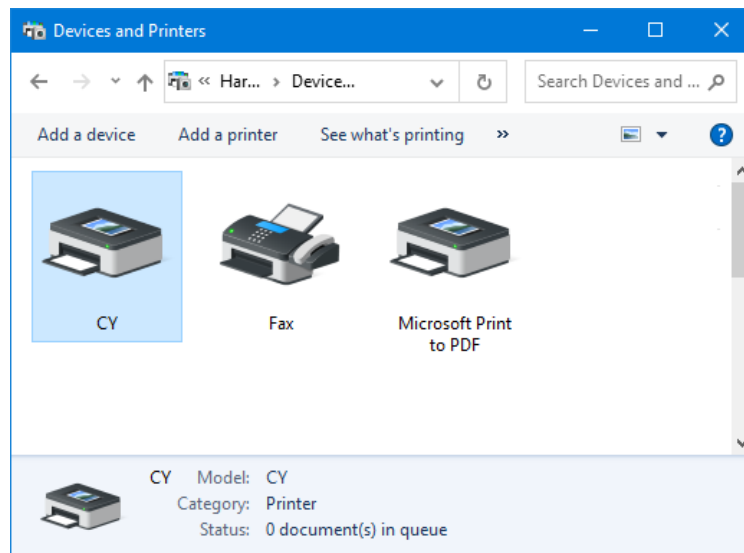 Devices and Printers
« Har... > Device...
Search Devices and ...
Add a device Add a printer See what's printing »
?
CY
Fax
Microsoft Print
to PDF
CY Model: CY
Category: Printer
Status: 0 document(s) in queue